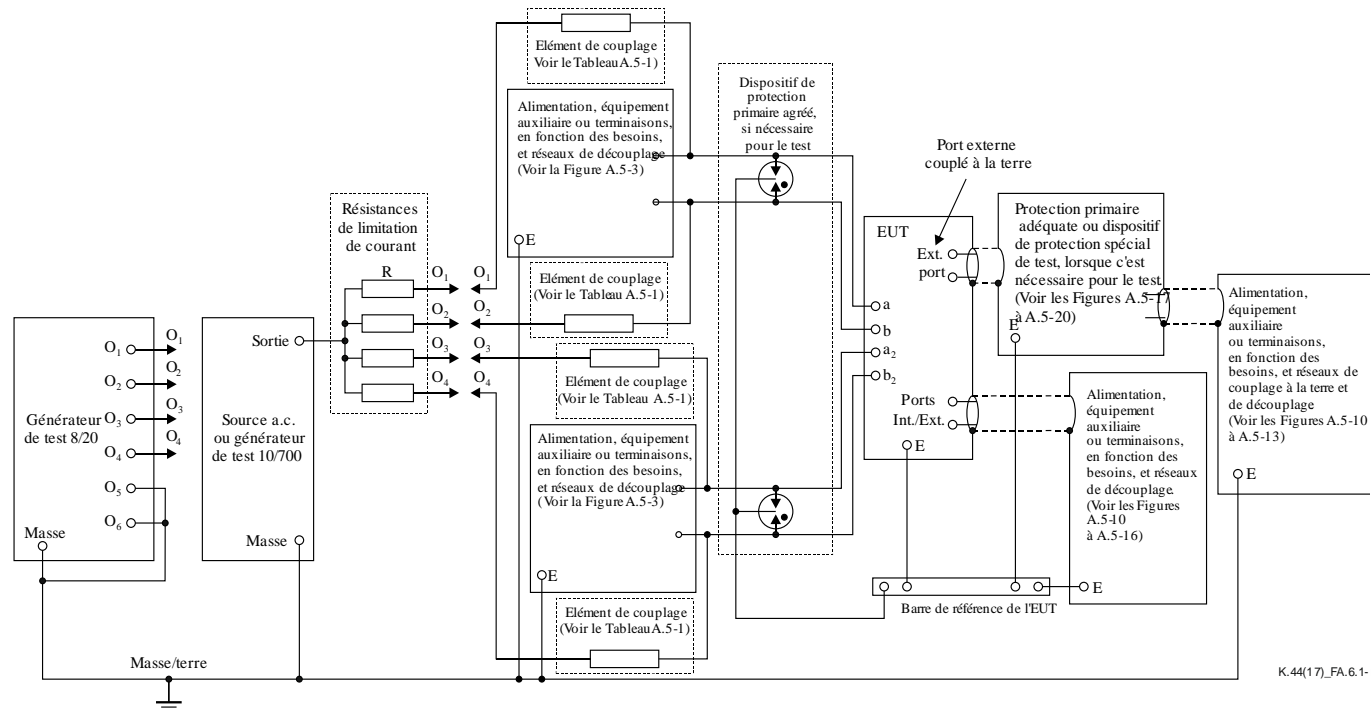 Elément de couplage
Voir le Tableau A.5-1)
Alimentation, équipement
auxiliaire ou terminaisons,
en fonction des besoins,
et réseaux de découplage
(Voir la Figure A.5-3)
E
Dispositif de
protection
primaire agréé,
si nécessaire
pour le test
Port externe
couplé à la terre
Résistances
de limitation
de courant
R
O1
O1
O2
O2
O3
O3
O4
O4
Elément de couplage
(Voir le Tableau A.5-1)
Elément de couplage
(Voir le Tableau A.5-1)
EUT
Ext.
port
a
b
a2
b2
Ports
Int./Ext.
E
Protection primaire
adéquate ou dispositif
de protection spécial
de test, lorsque c'est
nécessaire pour le test.
(Voir les Figures A.5-17
à A.5-20)
E
Alimentation,
équipement
auxiliaire
ou terminaisons,
en fonction des
besoins, et réseaux de
couplage à la terre et
de découplage
(Voir les Figures A.5-10
à A.5-13)
E
O1
O1
O2
O2
O3
O3
O4
O4
O5
O6
Générateur
de test 8/20
Masse
Sortie
Source a.c.
ou générateur
de test 10/700
Masse
Alimentation, équipement
auxiliaire ou terminaisons,
en fonction des besoins,
et réseaux de découplage
(Voir la Figure A.5-3)
E
Alimentation,
équipement
auxiliaire
ou terminaisons,
en fonction des
besoins, et réseaux
de découplage.
(Voir les Figures
A.5-10
à A.5-16)
E
Barre de référence de l'EUT
Elément de couplage
(Voir le Tableau A.5-1)
Masse/terre
K.44(17)_FA.6.1-